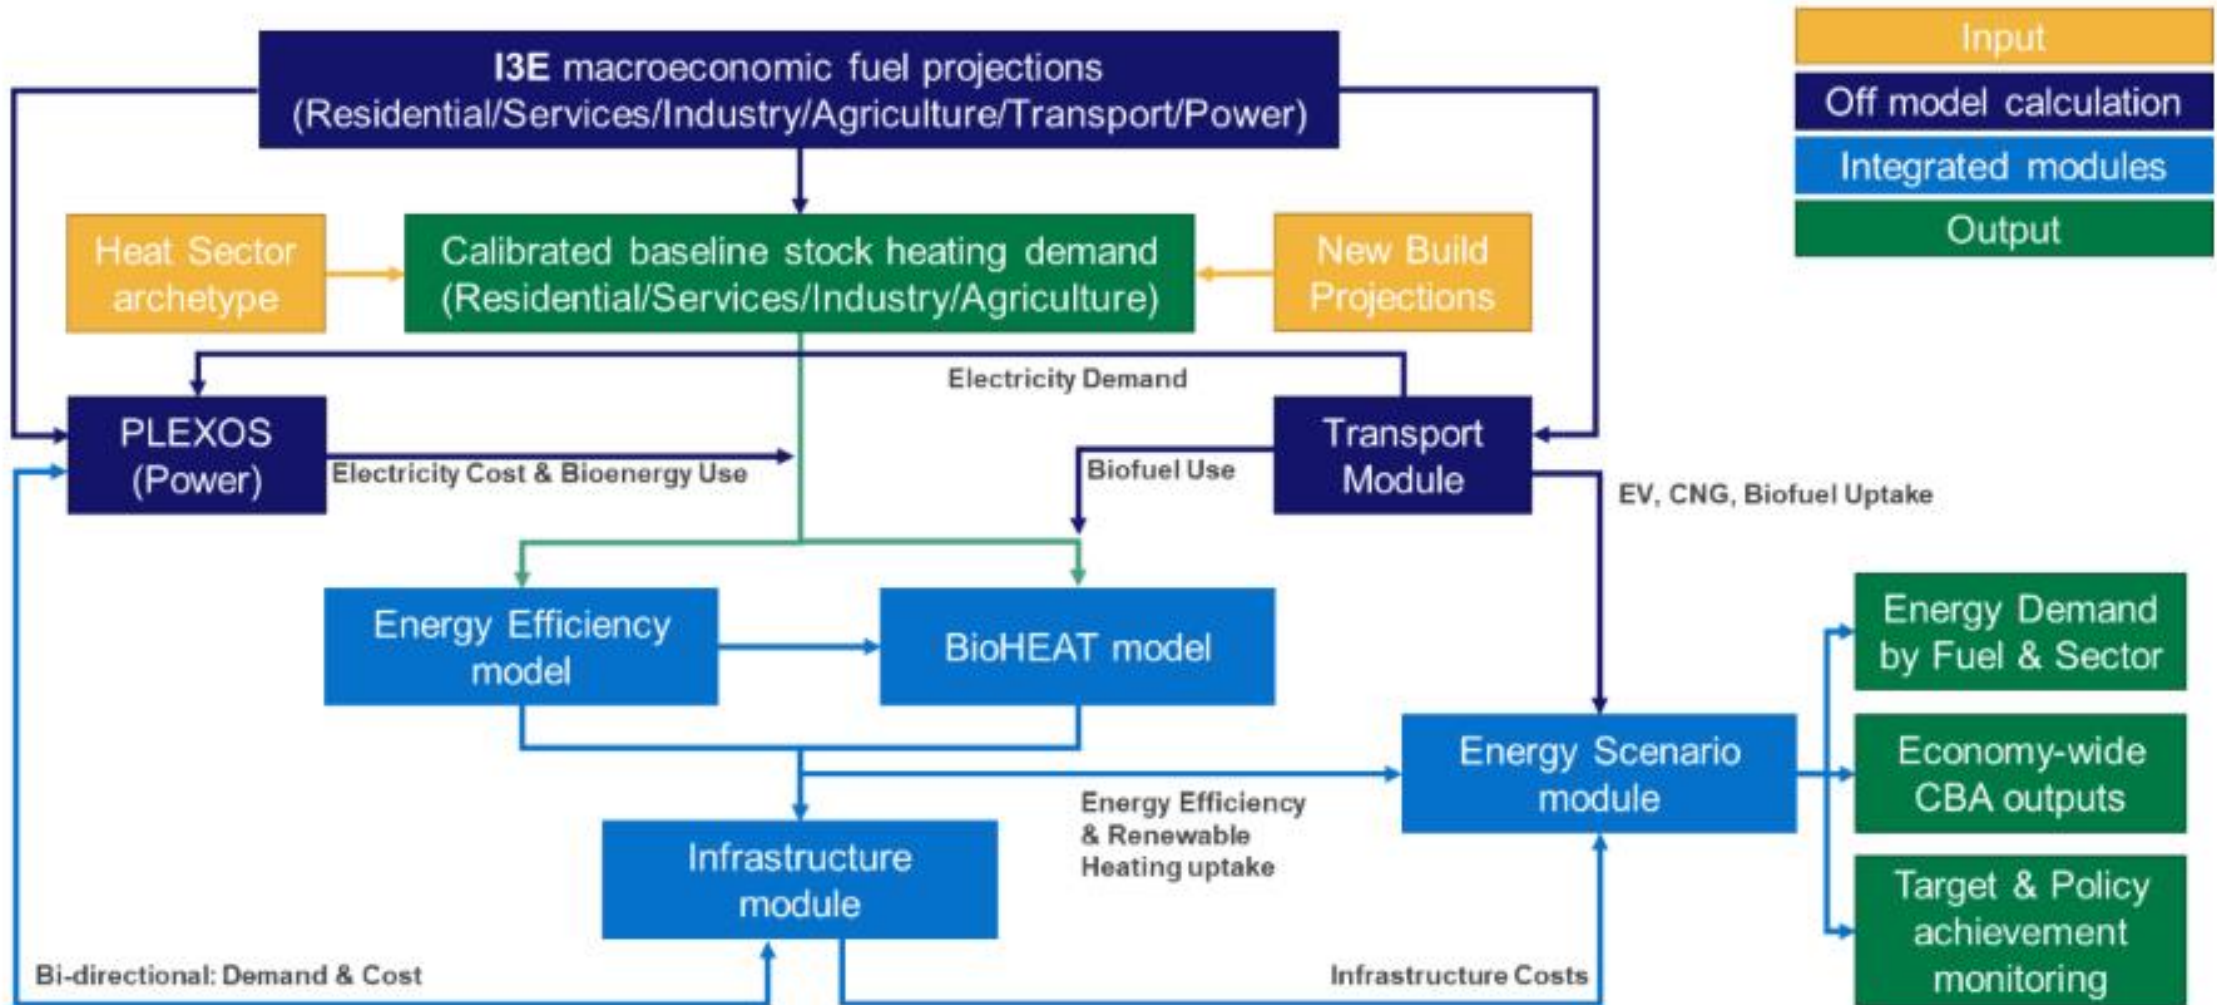 I3E macroeconomic fuel projections
(Residential/Services/Industry/Agriculture/Transport/Power)
Input
Off model calculation
Integrated modules
Output
Heat Sector
archetype
Calibrated baseline stock heating demand
(Residential/Services/Industry/Agriculture)
New Build
Projections
Electricity Demand
PLEXOS
(Power)
Electricity Cost & Bioenergy Use
Biofuel Use
Transport
Module
EV, CNG, Biofuel Uptake
Energy Efficiency
model
BioHEAT model
Energy Demand
by Fuel & Sector
Energy Scenario
module
Economy-wide
CBA outputs
Energy Efficiency
& Renewable
Heating uptake
Infrastructure
module
Target & Policy
achievement
monitoring
Bi-directional: Demand & Cost
Infrastructure Costs